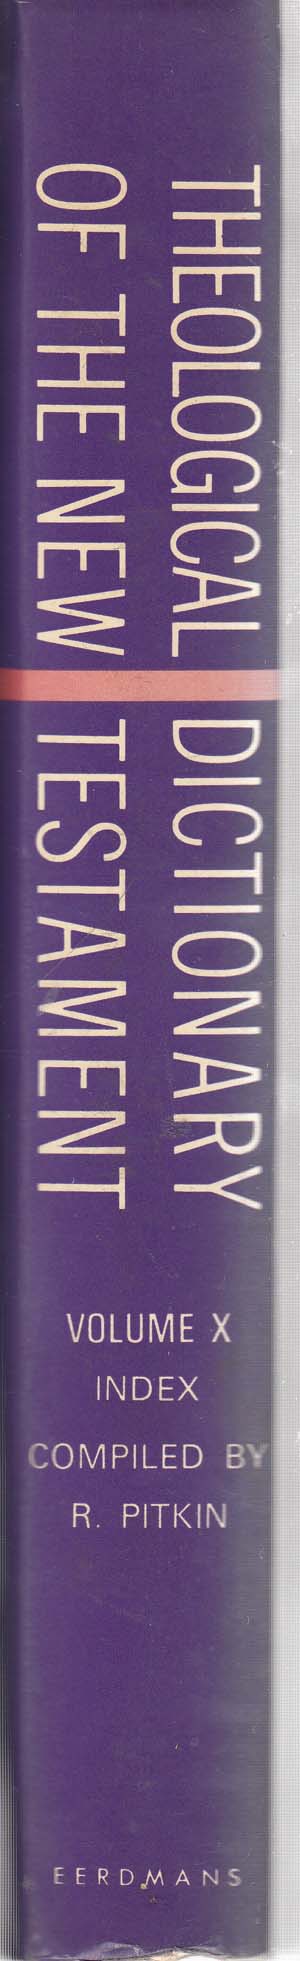 THEOLOGICAL DICTIONARY
OF THE NEW TESTAMENT
VOLUME X
INDEX
COMPILED BY
R. PITKIN
EERDMANS